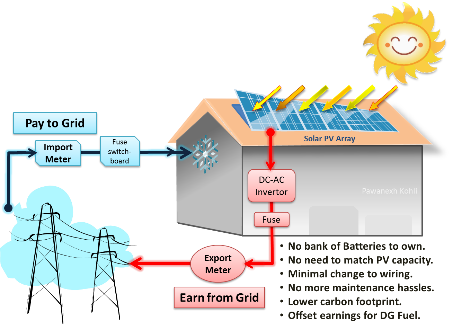 Pay to Grid
Import
Meter
Fuse
switch-
board
Solar PV Array
DC-AC
Invertor
Fuse
Export
Meter
Earn from Grid
• No bank of Batteries to own.
• No need to match PV capacity.
• Minimal change to wiring.
• No more maintenance hassles.
• Lower carbon footprint.
• Offset earnings for DG Fuel.